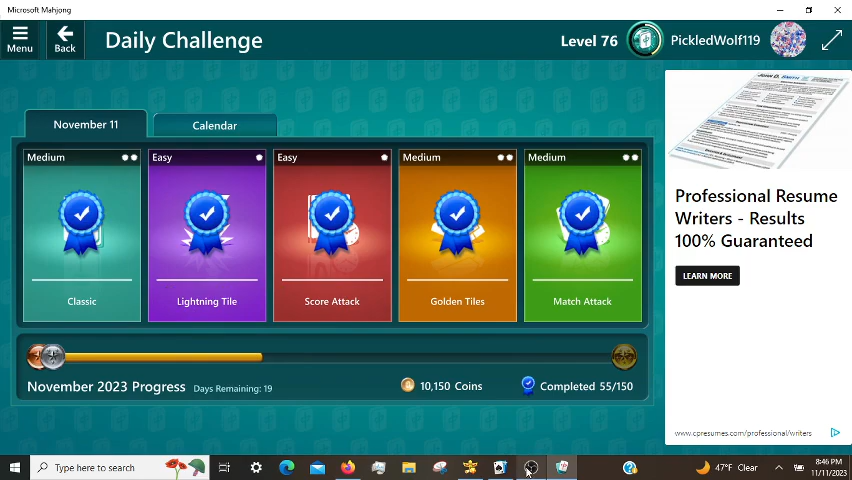 Microsoft Mahjong
Menu
Back
Daily Challenge
Level 76
PickledWolf119
November 11
Calendar
Medium
Easy
Easy
Medium
Medium
Classic
Lightning Tile
Score Attack
Golden Tiles
Match Attack
November 2023 Progress
Days Remaining: 19
10,150 Coins
Completed 55/150
JOHN D. SMITH
Professional Resume
Writers - Results
100% Guaranteed
LEARN MORE
www.cpresumes.com/professional/writers
Type here to search
47°F Clear
8:46 PM
11/11/2023